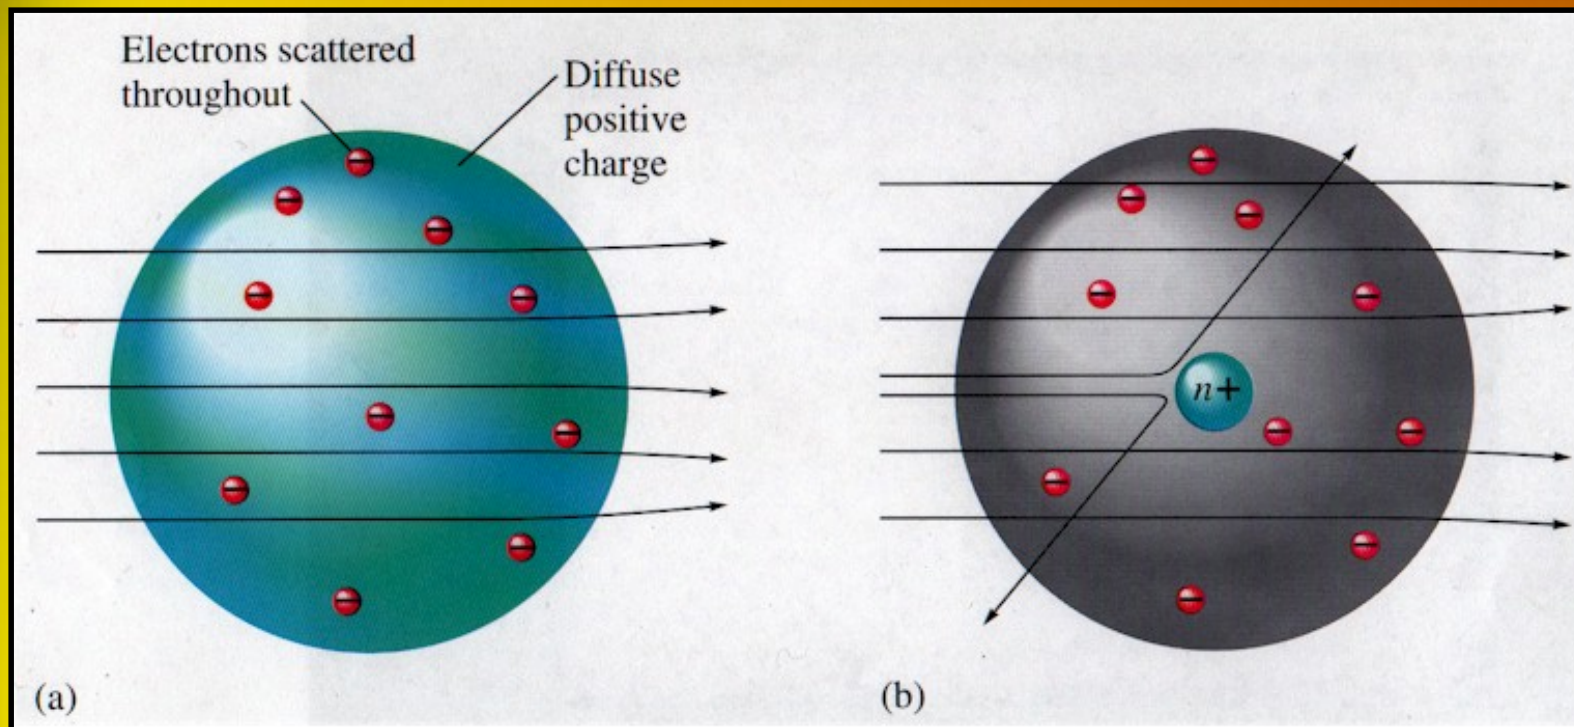 Electrons scattered
throughout
Diffuse
positive
charge
n+
(a)
(b)